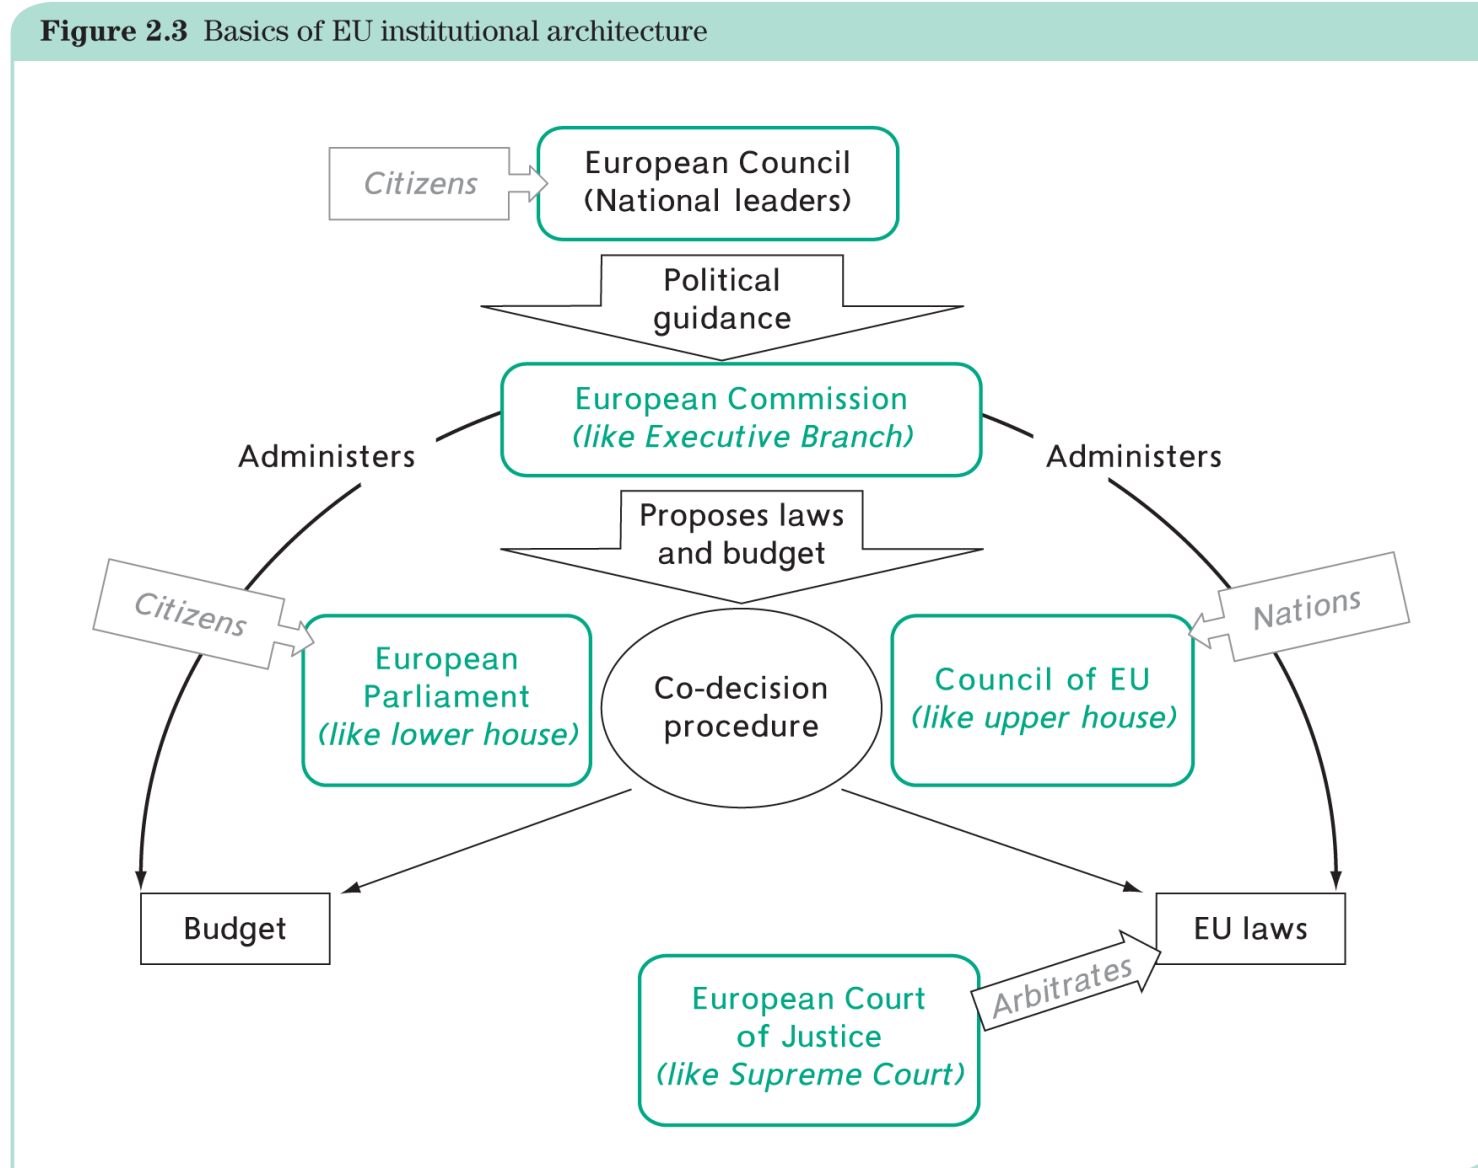 Figure 2.3 Basics of EU institutional architecture
Citizens
European Council
(National leaders)
Political
guidance
European Commission
(like Executive Branch)
Administers
Administers
Proposes laws
and budget
Citizens
Nations
European
Parliament
(like lower house)
Co-decision
procedure
Council of EU
(like upper house)
Budget
EU laws
Arbitrates
European Court
of Justice
(like Supreme Court)